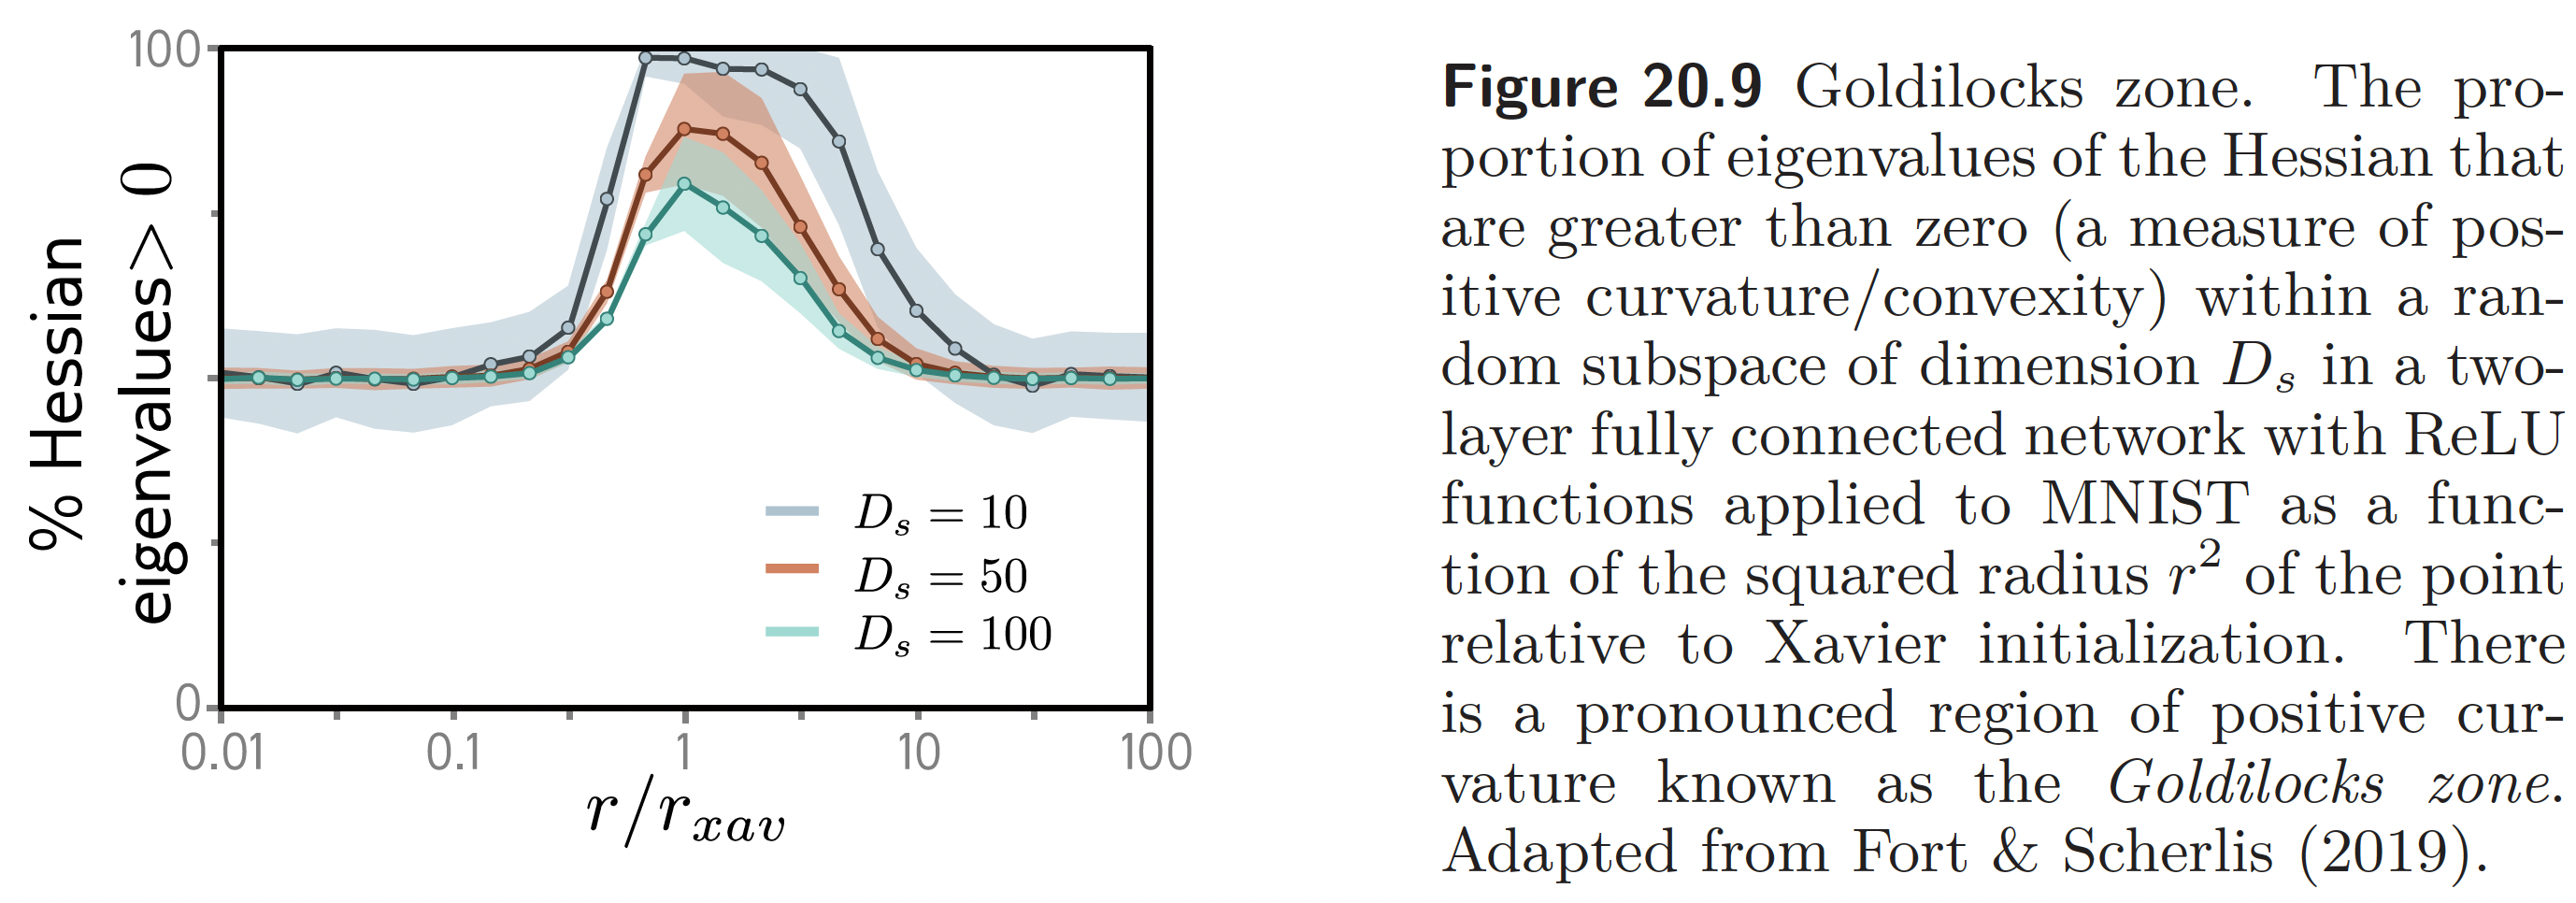 100
% Hessian
eigenvalues> 0
0
0.01 0.1 1 10 100
r/r_{xav}
D_s = 10
D_s = 50
D_s = 100
Figure 20.9 Goldilocks zone. The pro-
portion of eigenvalues of the Hessian that
are greater than zero (a measure of pos-
itive curvature/convexity) within a ran-
dom subspace of dimension D_s in a two-
layer fully connected network with ReLU
functions applied to MNIST as a func-
tion of the squared radius r² of the point
relative to Xavier initialization. There
is a pronounced region of positive cur-
vature known as the Goldilocks zone.
Adapted from Fort & Scherlis (2019).